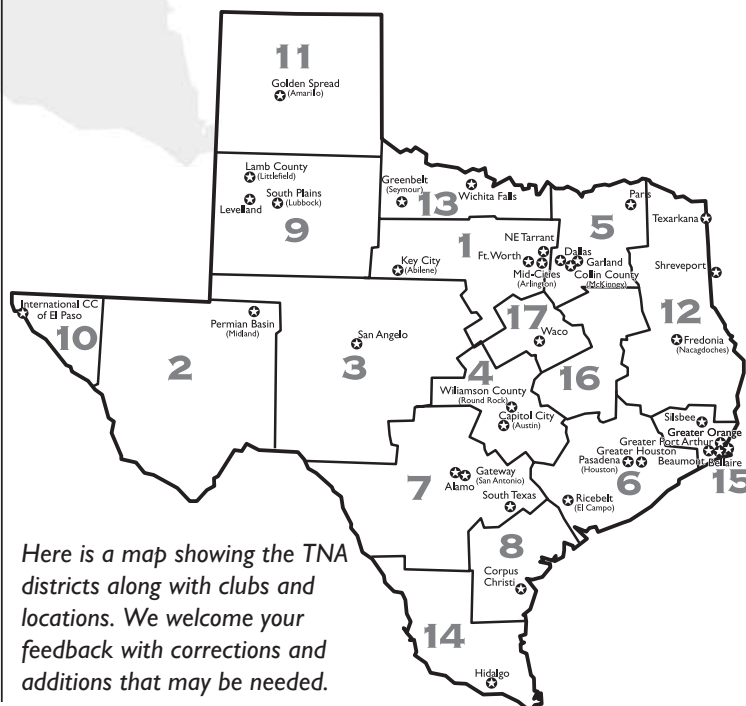 11
Golden Spread
(Amarillo)
Lamb County
(Littlefield)
South Plains
(Lubbock)
Levelland
9
Greenbelt
(Seymour)
Wichita Falls
13
Paris
5
Texarkana
1
NE Tarrant
Ft. Worth
Mid-Cities
(Arlington)
Key City
(Abilene)
Dallas
Garland
Collin County
(McKinney)
Shreveport
12
Fredonia
(Nacagdoches)
International CC
of El Paso
10
Permian Basin
(Midland)
2
San Angelo
3
17
Waco
16
4
Wiliamson County
(Round Rock)
Capitol City
(Austin)
Silsbee
Greater Orange
Greater Port Arthur
Beaumont
Bellaire
15
Greater Houston
Pasadena
(Houston)
6
Ricebelt
(El Campo)
7
Gateway
(San Antonio)
Alamo
South Texas
8
Corpus
Christi
14
Hidalgo
Here is a map showing the TNA
districts along with clubs and
locations. We welcome your
feedback with corrections and
additions that may be needed.